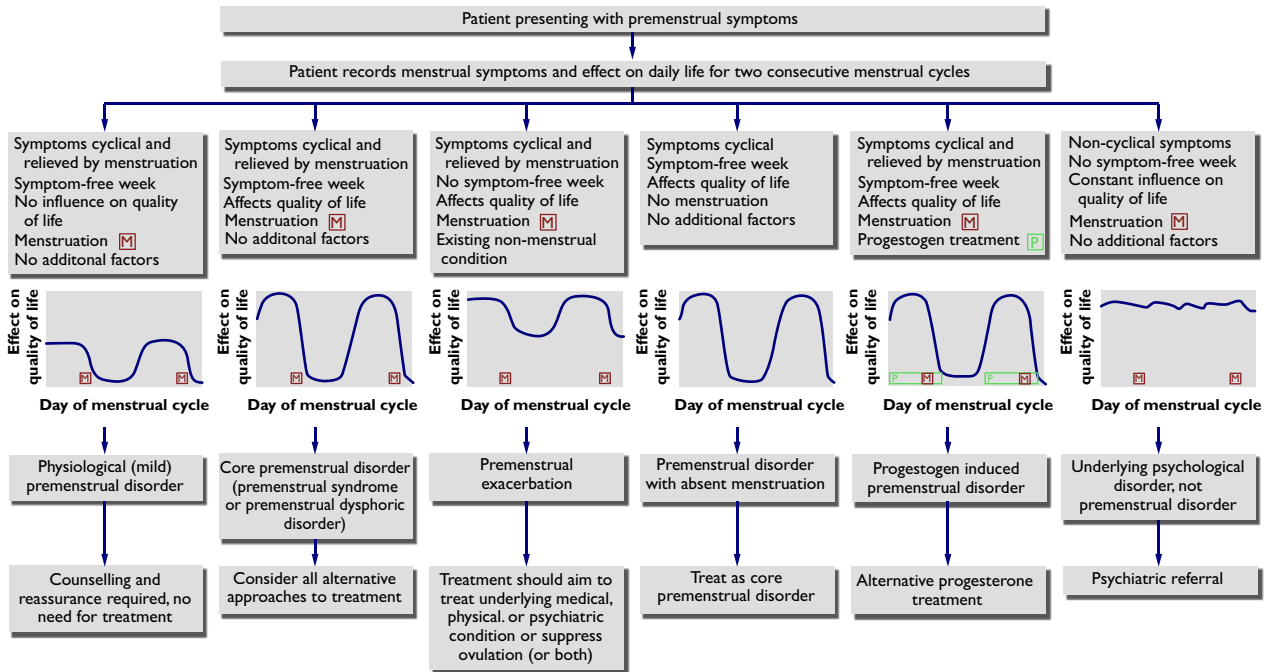 Patient presenting with premenstrual symptoms
Patient records menstrual symptoms and effect on daily life for two consecutive menstrual cycles
Symptoms cyclical and
relieved by menstruation
Symptom-free week
No influence on quality
of life
Menstruation M
No additonal factors
Symptoms cyclical and
relieved by menstruation
Symptom-free week
Affects quality of life
Menstruation M
No additonal factors
Symptoms cyclical and
relieved by menstruation
No symptom-free week
Affects quality of life
Menstruation M
Existing non-menstrual
condition
Symptoms cyclical
Symptom-free week
Affects quality of life
No menstruation
No additional factors
Symptoms cyclical and
relieved by menstruation
Symptom-free week
Affects quality of life
Menstruation M
Progestogen treatment P
Non-cyclical symptoms
No symptom-free week
Constant influence on
quality of life
Menstruation M
No additional factors
Effect on
quality of life
M M
Day of menstrual cycle
Effect on
quality of life
M M
Day of menstrual cycle
Effect on
quality of life
M M
Day of menstrual cycle
Effect on
quality of life
Day of menstrual cycle
Effect on
quality of life
P M P M
Day of menstrual cycle
Effect on
quality of life
M M
Day of menstrual cycle
Physiological (mild)
premenstrual disorder
Core premenstrual disorder
(premenstrual syndrome
or premenstrual dysphoric
disorder)
Premenstrual
exacerbation
Premenstrual disorder
with absent menstruation
Progestogen induced
premenstrual disorder
Underlying psychological
disorder, not
premenstrual disorder
Counselling and
reassurance required, no
need for treatment
Consider all alternative
approaches to treatment
Treatment should aim to
treat underlying medical,
physical. or psychiatric
condition or suppress
ovulation (or both)
Treat as core
premenstrual disorder
Alternative progesterone
treatment
Psychiatric referral